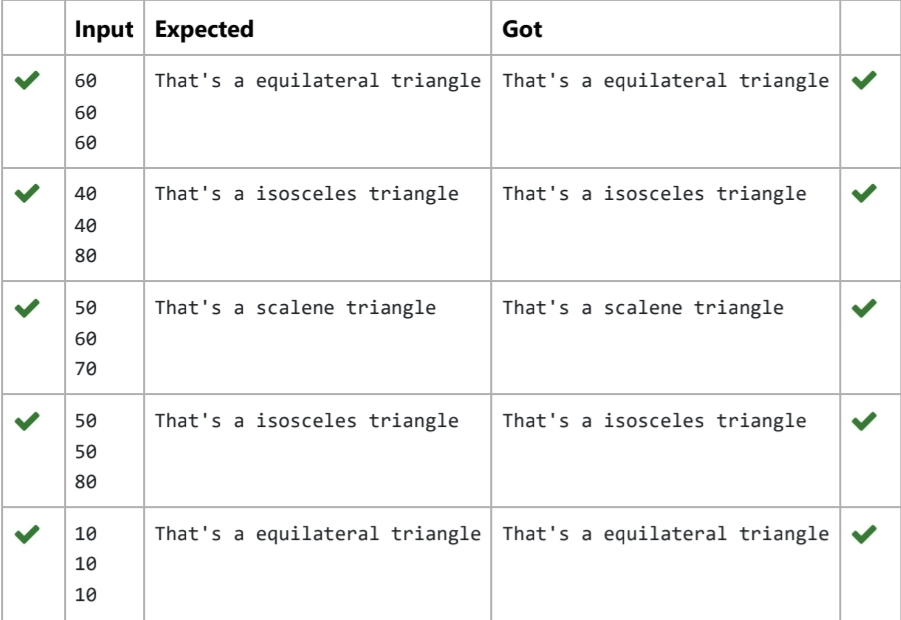 Input Expected Got
60 That's a equilateral triangle That's a equilateral triangle
60
60
40 That's a isosceles triangle That's a isosceles triangle
40
80
50 That's a scalene triangle That's a scalene triangle
60
70
50 That's a isosceles triangle That's a isosceles triangle
50
80
10 That's a equilateral triangle That's a equilateral triangle
10
10